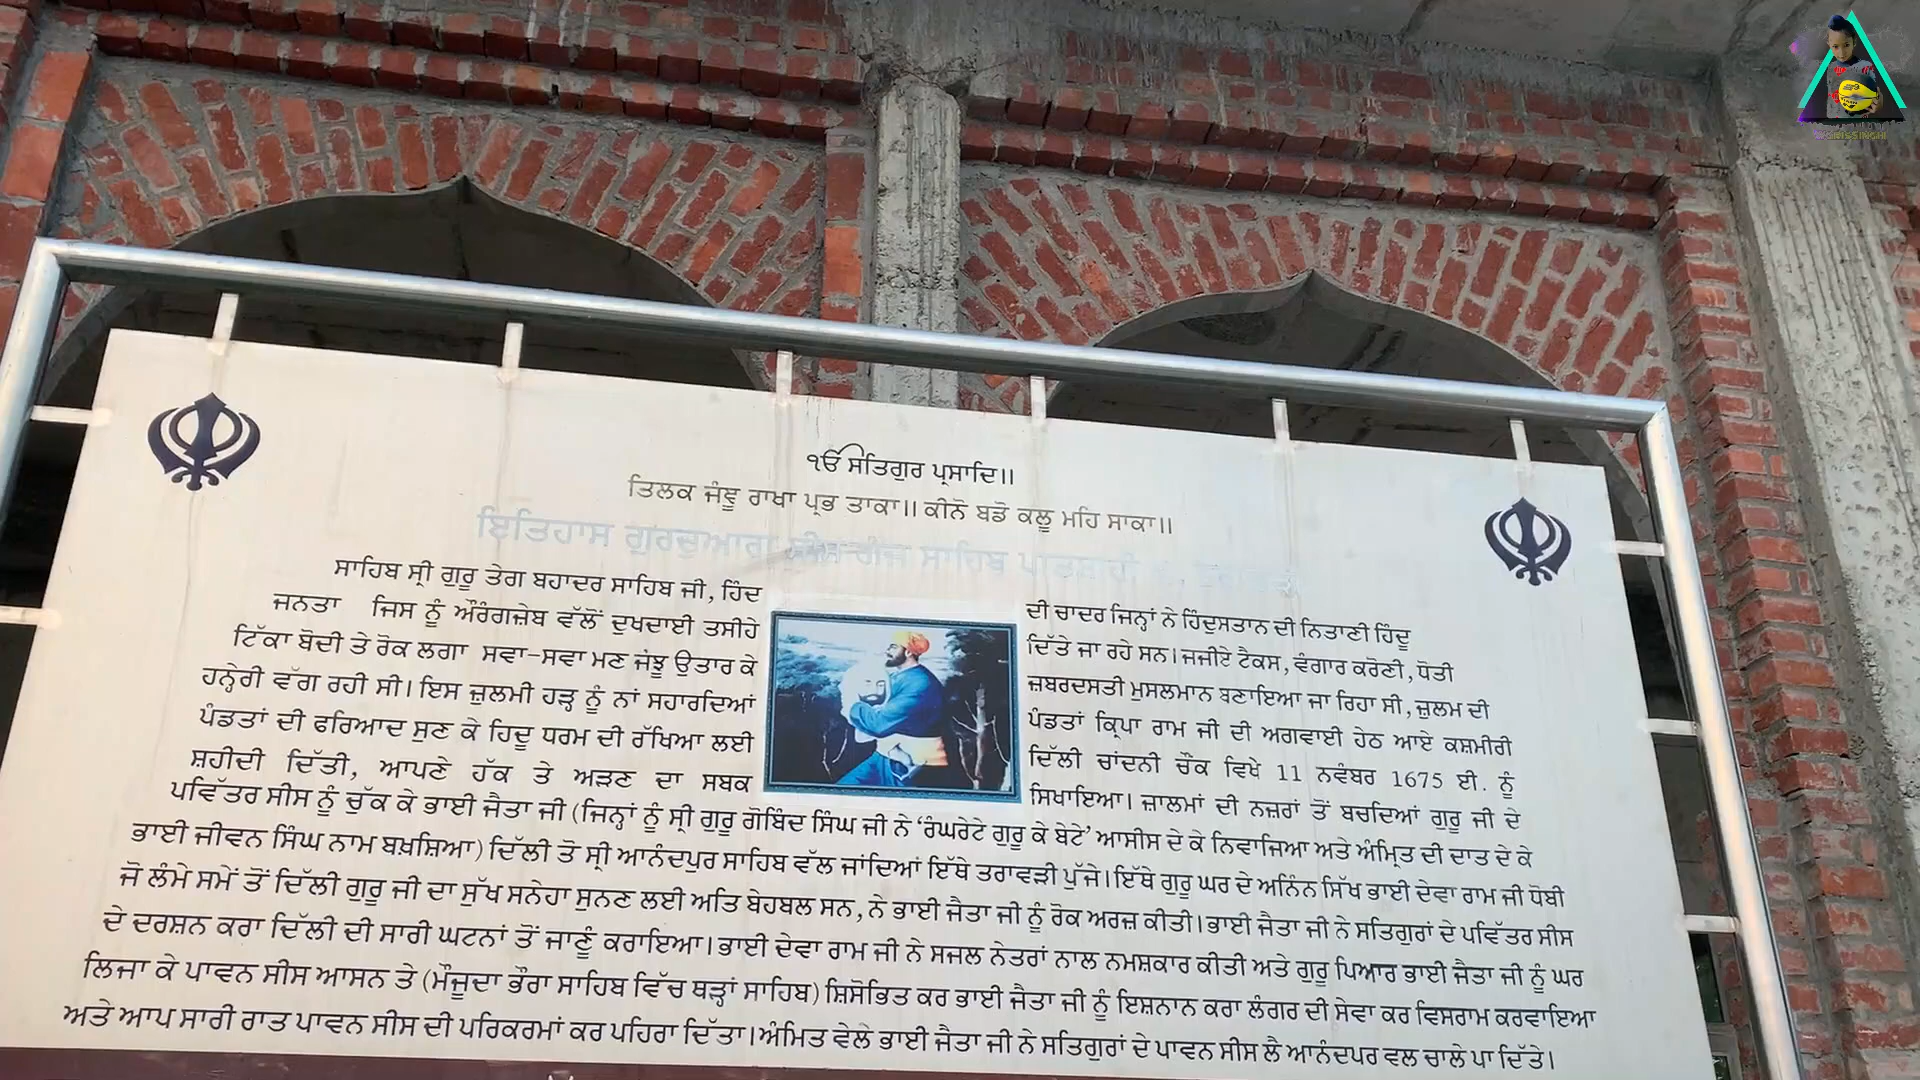 ੴ ਸਤਿਗੁਰ ਪ੍ਰਸਾਦਿ॥
ਤਿਲਕ ਜੰਞੂ ਰਾਖਾ ਪ੍ਰਭ ਤਾਕਾ॥ ਕੀਨੋ ਬਡੋ ਕਲੂ ਮਹਿ ਸਾਕਾ॥
ਇਤਿਹਾਸ ਗੁਰਦੁਆਰਾ ਸੀਸ ਗੰਜ ਸਾਹਿਬ ਪਾਤਸ਼ਾਹੀ
ਸਾਹਿਬ ਸ੍ਰੀ ਗੁਰੂ ਤੇਗ ਬਹਾਦਰ ਸਾਹਿਬ ਜੀ, ਹਿੰਦ ਦੀ ਚਾਦਰ ਜਿਨ੍ਹਾਂ ਨੇ ਹਿੰਦੁਸਤਾਨ ਦੀ ਨਿਤਾਣੀ ਹਿੰਦੂ
ਜਨਤਾ ਜਿਸ ਨੂੰ ਔਰੰਗਜ਼ੇਬ ਵੱਲੋਂ ਦੁਖਦਾਈ ਤਸੀਹੇ ਦਿੱਤੇ ਜਾ ਰਹੇ ਸਨ। ਜਜੀਏ ਟੈਕਸ, ਵੰਗਾਰ ਕਰੋਣੀ, ਧੋਤੀ
ਟਿੱਕਾ ਬੋਦੀ ਤੇ ਰੋਕ ਲਗਾ ਸਵਾ-ਸਵਾ ਮਣ ਜੰਝੂ ਉਤਾਰ ਕੇ ਜ਼ਬਰਦਸਤੀ ਮੁਸਲਮਾਨ ਬਣਾਇਆ ਜਾ ਰਿਹਾ ਸੀ, ਜ਼ੁਲਮ ਦੀ
ਹਨ੍ਹੇਰੀ ਵੱਗ ਰਹੀ ਸੀ। ਇਸ ਜ਼ੁਲਮੀ ਹੜ੍ਹ ਨੂੰ ਨਾਂ ਸਹਾਰਦਿਆਂ ਪੰਡਤਾਂ ਕ੍ਰਿਪਾ ਰਾਮ ਜੀ ਦੀ ਅਗਵਾਈ ਹੇਠ ਆਏ ਕਸ਼ਮੀਰੀ
ਪੰਡਤਾਂ ਦੀ ਫਰਿਆਦ ਸੁਣ ਕੇ ਹਿਦੂ ਧਰਮ ਦੀ ਰੱਖਿਆ ਲਈ ਦਿੱਲੀ ਚਾਂਦਨੀ ਚੌਕ ਵਿਖੇ 11 ਨਵੰਬਰ 1675 ਈ. ਨੂੰ
ਸ਼ਹੀਦੀ ਦਿੱਤੀ, ਆਪਣੇ ਹੱਕ ਤੇ ਅੜਣ ਦਾ ਸਬਕ ਸਿਖਾਇਆ। ਜ਼ਾਲਮਾਂ ਦੀ ਨਜ਼ਰਾਂ ਤੋਂ ਬਚਦਿਆਂ ਗੁਰੂ ਜੀ ਦੇ
ਪਵਿੱਤਰ ਸੀਸ ਨੂੰ ਚੁੱਕ ਕੇ ਭਾਈ ਜੈਤਾ ਜੀ (ਜਿਨ੍ਹਾਂ ਨੂੰ ਸ੍ਰੀ ਗੁਰੂ ਗੋਬਿੰਦ ਸਿੰਘ ਜੀ ਨੇ ‘ਰੰਘਰੇਟੇ ਗੁਰੂ ਕੇ ਬੇਟੇ’ ਆਸੀਸ ਦੇ ਕੇ ਨਿਵਾਜਿਆ ਅਤੇ ਅੰਮ੍ਰਿਤ ਦੀ ਦਾਤ ਦੇ ਕੇ
ਭਾਈ ਜੀਵਨ ਸਿੰਘ ਨਾਮ ਬਖ਼ਸ਼ਿਆ) ਦਿੱਲੀ ਤੋ ਸ੍ਰੀ ਆਨੰਦਪੁਰ ਸਾਹਿਬ ਵੱਲ ਜਾਂਦਿਆਂ ਇੱਥੇ ਤਰਾਵੜੀ ਪੁੱਜੇ। ਇੱਥੇ ਗੁਰੂ ਘਰ ਦੇ ਅਨਿੰਨ ਸਿੱਖ ਭਾਈ ਦੇਵਾ ਰਾਮ ਜੀ ਧੋਬੀ
ਜੋ ਲੰਮੇ ਸਮੇਂ ਤੋਂ ਦਿੱਲੀ ਗੁਰੂ ਜੀ ਦਾ ਸੁੱਖ ਸਨੇਹਾ ਸੁਨਣ ਲਈ ਅਤਿ ਬੇਹਬਲ ਸਨ, ਨੇ ਭਾਈ ਜੈਤਾ ਜੀ ਨੂੰ ਰੋਕ ਅਰਜ਼ ਕੀਤੀ। ਭਾਈ ਜੈਤਾ ਜੀ ਨੇ ਸਤਿਗੁਰਾਂ ਦੇ ਪਵਿੱਤਰ ਸੀਸ
ਦੇ ਦਰਸ਼ਨ ਕਰਾ ਦਿੱਲੀ ਦੀ ਸਾਰੀ ਘਟਨਾਂ ਤੋਂ ਜਾਣੂੰ ਕਰਾਇਆ। ਭਾਈ ਦੇਵਾ ਰਾਮ ਜੀ ਨੇ ਸਜਲ ਨੇਤਰਾਂ ਨਾਲ ਨਮਸ਼ਕਾਰ ਕੀਤੀ ਅਤੇ ਗੁਰੂ ਪਿਆਰ ਭਾਈ ਜੈਤਾ ਜੀ ਨੂੰ ਘਰ
ਲਿਜਾ ਕੇ ਪਾਵਨ ਸੀਸ ਆਸਨ ਤੇ (ਮੌਜੂਦਾ ਭੌਰਾ ਸਾਹਿਬ ਵਿੱਚ ਥੜ੍ਹਾਂ ਸਾਹਿਬ) ਸ਼ਿਸੋਭਿਤ ਕਰ ਭਾਈ ਜੈਤਾ ਜੀ ਨੂੰ ਇਸ਼ਨਾਨ ਕਰਾ ਲੰਗਰ ਦੀ ਸੇਵਾ ਕਰ ਵਿਸਰਾਮ ਕਰਵਾਇਆ
ਅਤੇ ਆਪ ਸਾਰੀ ਰਾਤ ਪਾਵਨ ਸੀਸ ਦੀ ਪਰਿਕਰਮਾਂ ਕਰ ਪਹਿਰਾ ਦਿੱਤਾ। ਅੰਮਿਤ ਵੇਲੇ ਭਾਈ ਜੈਤਾ ਜੀ ਨੇ ਸਤਿਗੁਰਾਂ ਦੇ ਪਾਵਨ ਸੀਸ ਲੈ ਆਨੰਦਪਰ ਵਲ ਚਾਲੇ ਪਾ ਦਿੱਤੇ।